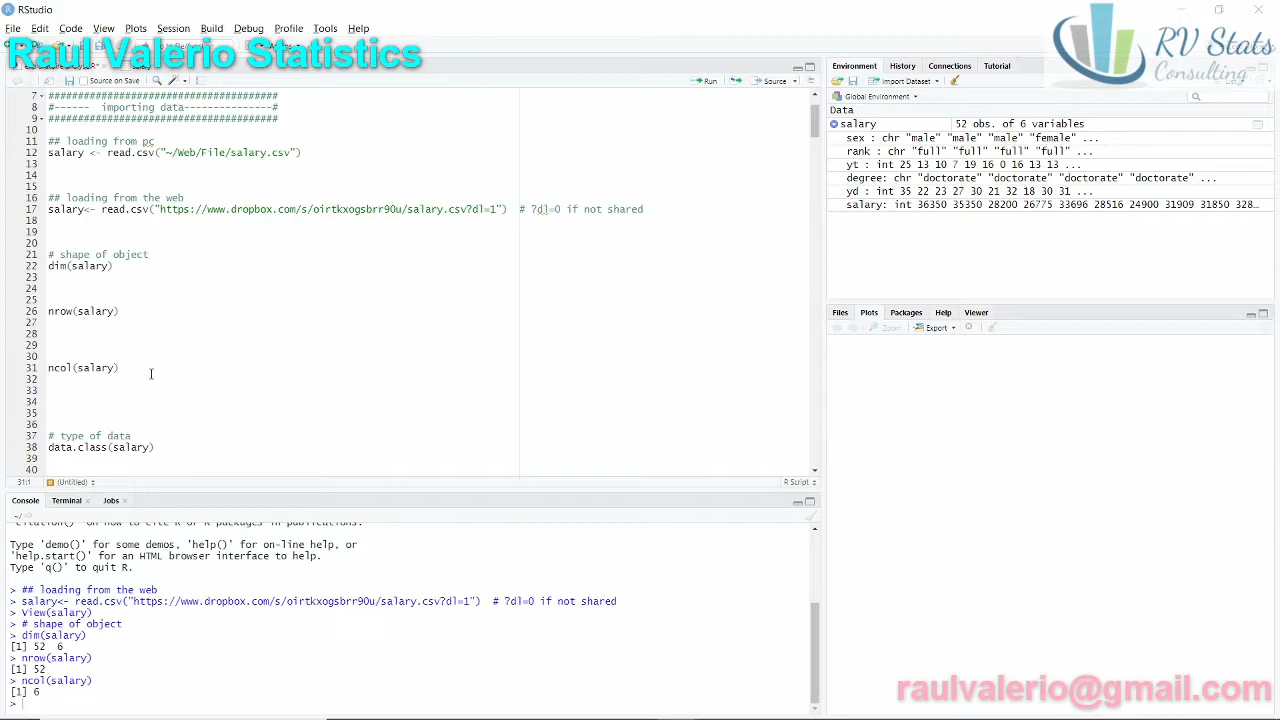 RStudio
File Edit Code View Plots Session Build Debug Profile Tools Help
Raul Valerio Statistics
RV Stats
Consulting
Source on Save
Run
Source
7 #######################################
8 #------ importing data---------------#
9 #######################################
10
11 ## loading from pc
12 salary <- read.csv("~/Web/File/salary.csv")
13
14
15
16 ## loading from the web
17 salary<- read.csv("https://www.dropbox.com/s/oirtkxogsbrr90u/salary.csv?dl=1") # ?dl=0 if not shared
18
19
20
21 # shape of object
22 dim(salary)
23
24
25
26 nrow(salary)
27
28
29
30
31 ncol(salary)
32
33
34
35
36
37 # type of data
38 data.class(salary)
39
40
31:1 (Untitled) R Script
Console Terminal Jobs
~/
Type 'demo()' for some demos, 'help()' for on-line help, or
'help.start()' for an HTML browser interface to help.
Type 'q()' to quit R.
> ## loading from the web
> salary<- read.csv("https://www.dropbox.com/s/oirtkxogsbrr90u/salary.csv?dl=1") # ?dl=0 if not shared
> View(salary)
> # shape of object
> dim(salary)
[1] 52 6
> nrow(salary)
[1] 52
> ncol(salary)
[1] 6
>
Environment History Connections Tutorial
Import Dataset
Global Environment
Data
salary 52 obs. of 6 variables
sex : chr "male" "male" "male" "female" ...
rank : chr "full" "full" "full" "full" ...
yt : int 25 13 10 7 19 16 0 16 13 13 ...
degree: chr "doctorate" "doctorate" "doctorate" "doctorate" ...
yd : int 35 22 23 27 30 21 32 18 30 31 ...
salary: int 36350 35350 28200 26775 33696 28516 24900 31909 31850 328...
Files Plots Packages Help Viewer
Zoom Export
raulvalerio@gmail.com